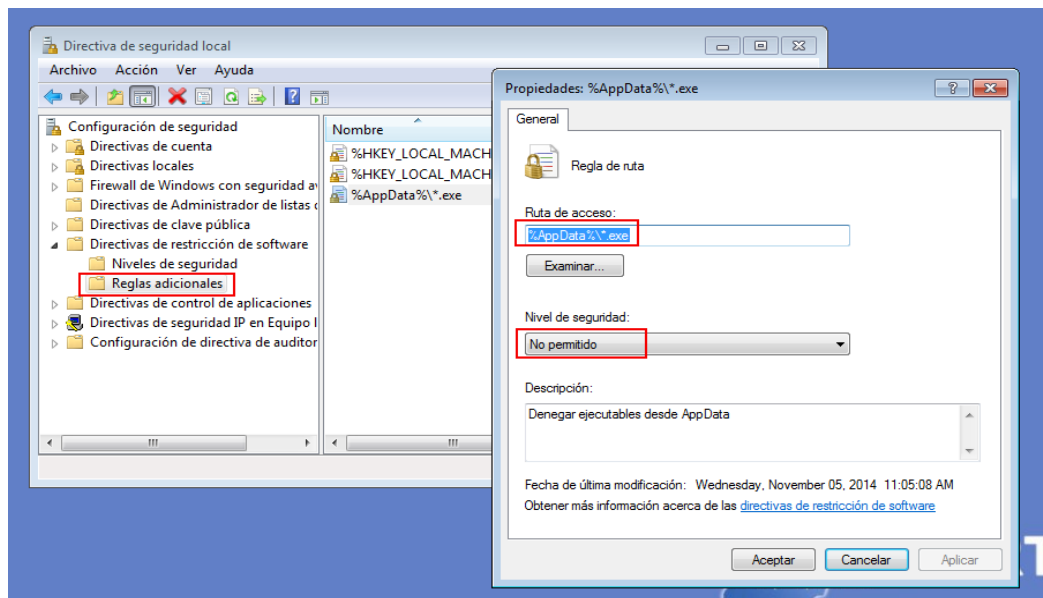 Directiva de seguridad local
Archivo Acción Ver Ayuda
Configuración de seguridad
Directivas de cuenta
Directivas locales
Firewall de Windows con seguridad av
Directivas de Administrador de listas
Directivas de clave pública
Directivas de restricción de software
Niveles de seguridad
Reglas adicionales
Directivas de control de aplicaciones
Directivas de seguridad IP en Equipo l
Configuración de directiva de auditor
Nombre
%HKEY_LOCAL_MACH
%HKEY_LOCAL_MACH
%AppData%\*.exe
Propiedades: %AppData%\*.exe
General
Regla de ruta
Ruta de acceso:
%AppData%\*.exe
Examinar...
Nivel de seguridad:
No permitido
Descripción:
Denegar ejecutables desde AppData
Fecha de última modificación: Wednesday, November 05, 2014 11:05:08 AM
Obtener más información acerca de las directivas de restricción de software
Aceptar Cancelar Aplicar